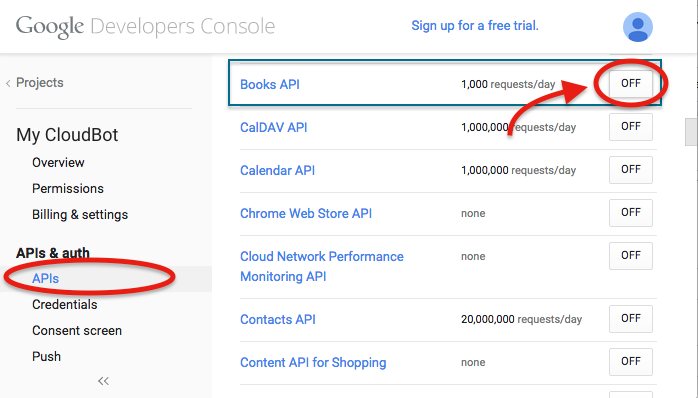 Google Developers Console
Sign up for a free trial.
< Projects
My CloudBot
Overview
Permissions
Billing & settings
APIs & auth
APIs
Credentials
Consent screen
Push
<<
Books API 1,000 requests/day OFF
CalDAV API 1,000,000 requests/day OFF
Calendar API 1,000,000 requests/day OFF
Chrome Web Store API none OFF
Cloud Network Performance none OFF
Monitoring API
Contacts API 20,000,000 requests/day OFF
Content API for Shopping none OFF